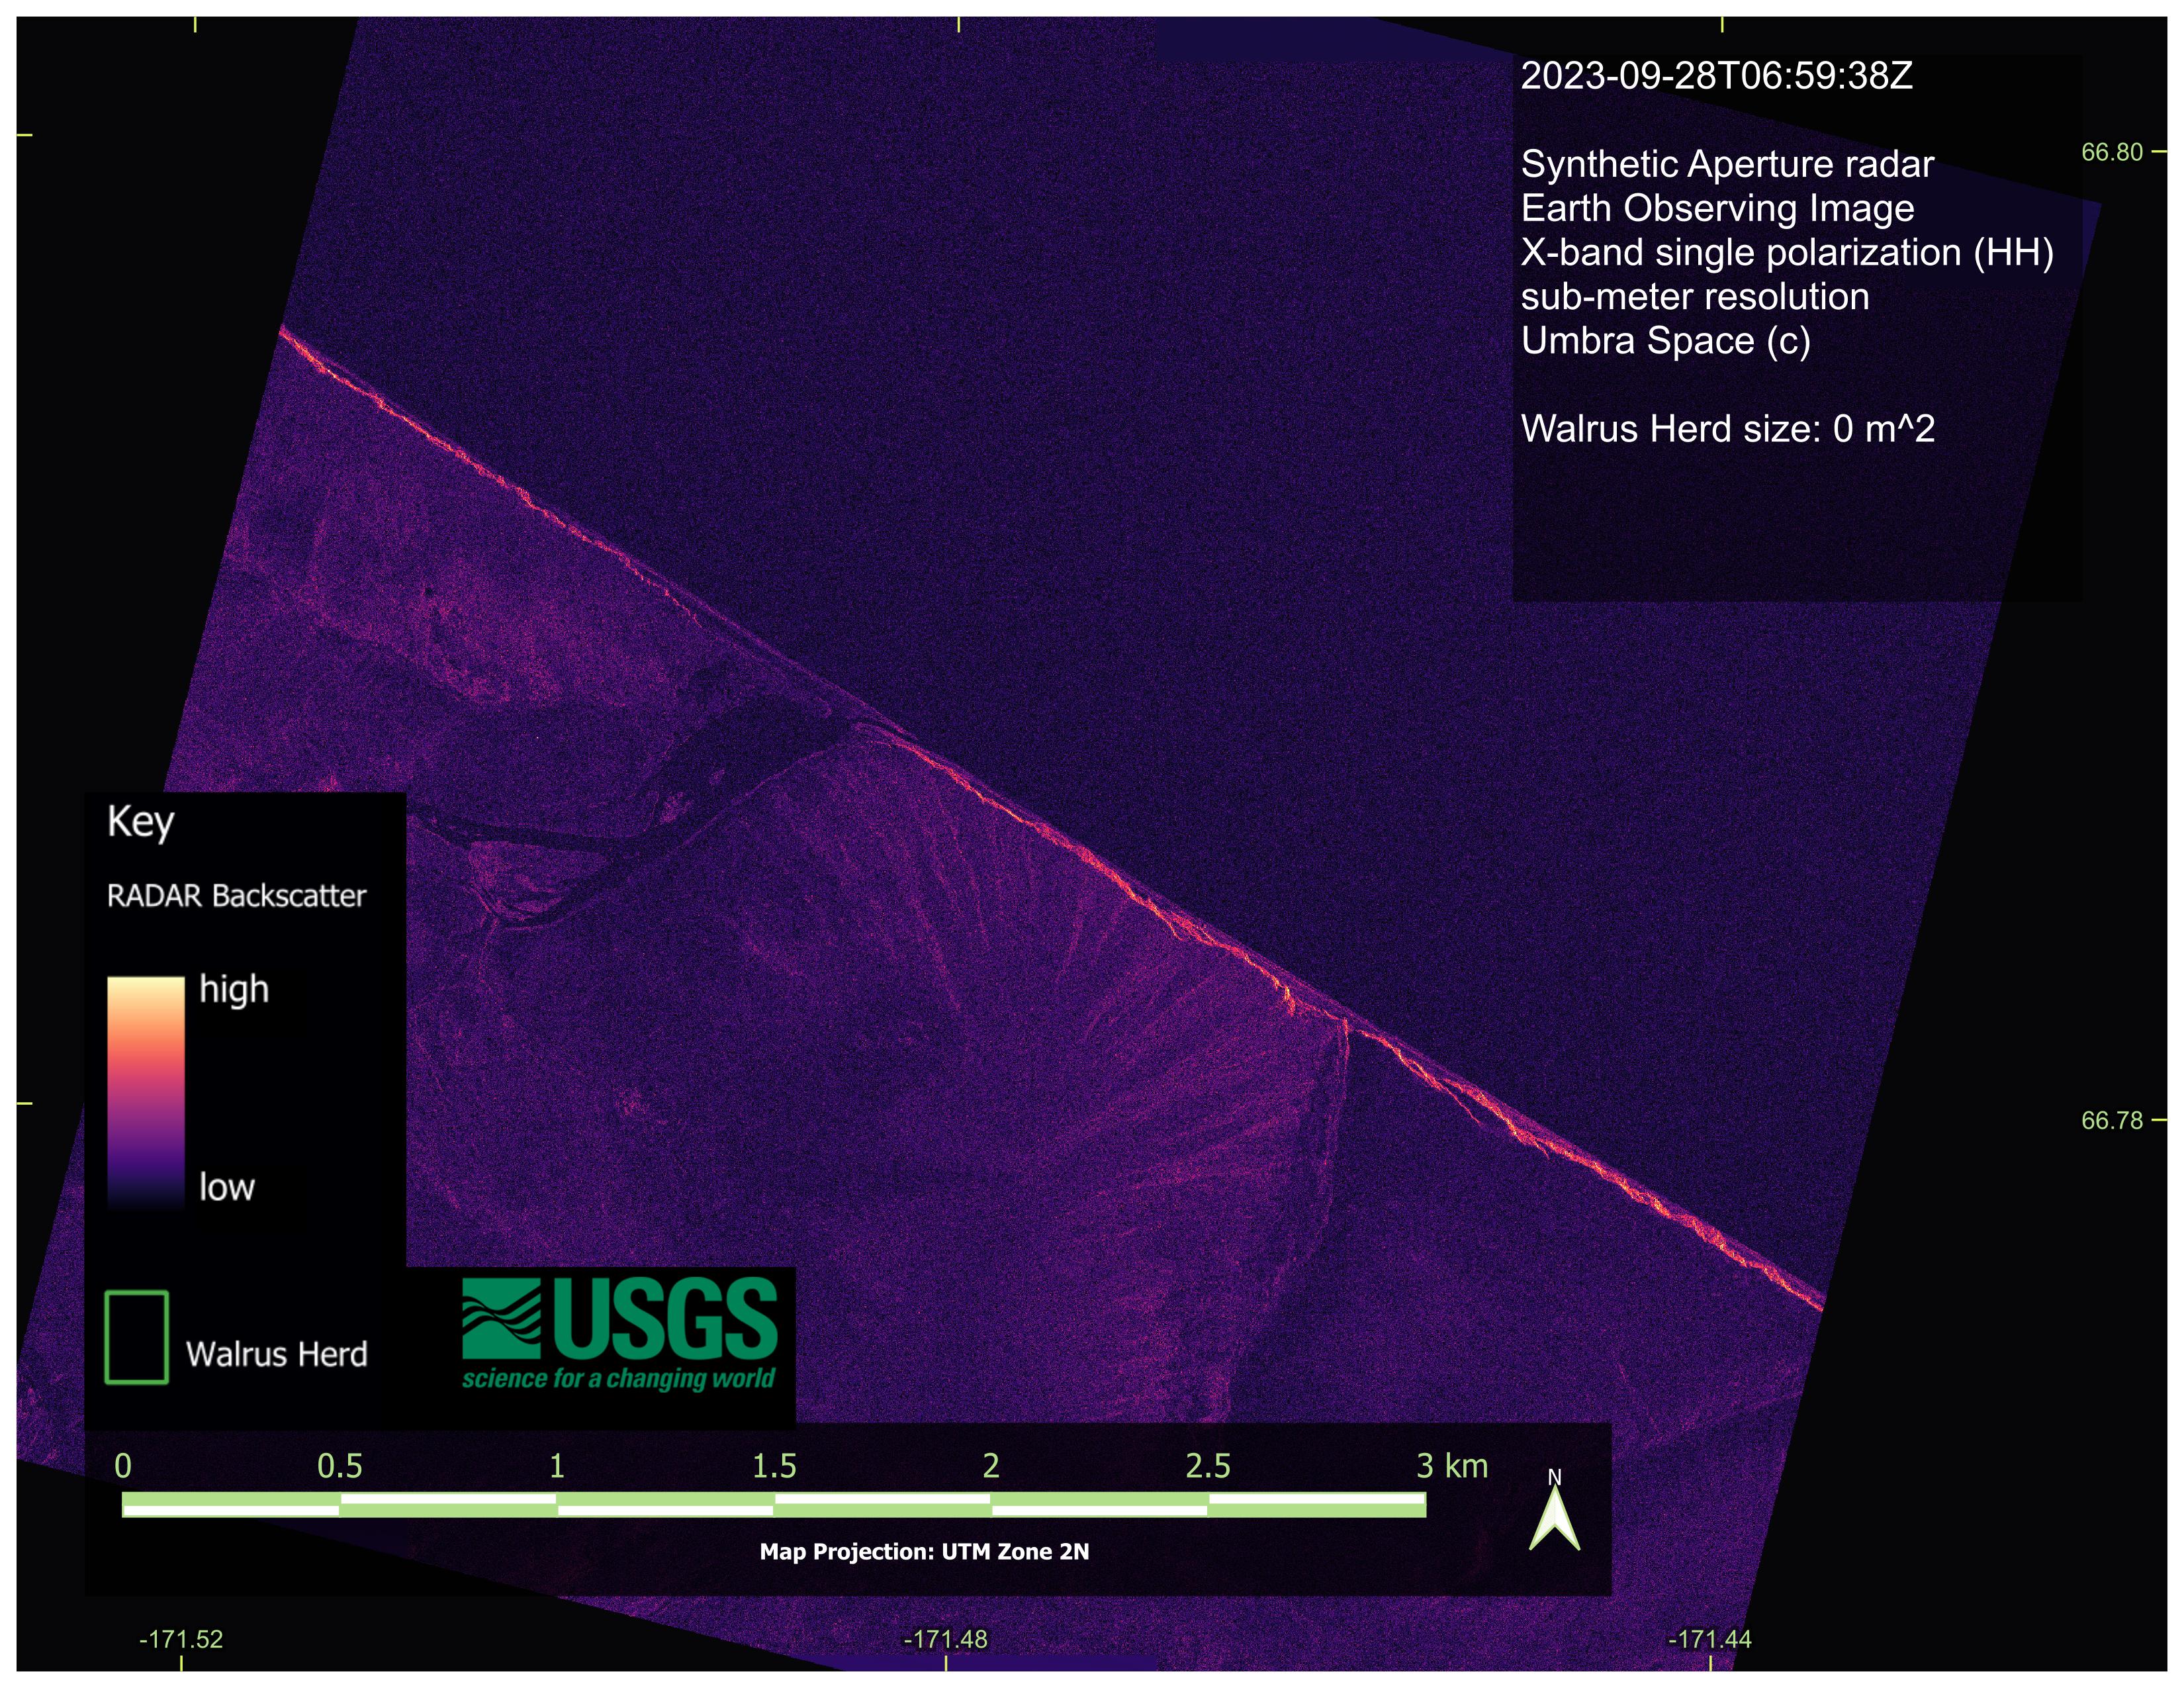 2023-09-28T06:59:38Z
66.80
Synthetic Aperture radar
Earth Observing Image
X-band single polarization (HH)
sub-meter resolution
Umbra Space (c)
Walrus Herd size: 0 m^2
Key
RADAR Backscatter
high
low
Walrus Herd
USGS
science for a changing world
66.78
0 0.5 1 1.5 2 2.5 3 km
N
Map Projection: UTM Zone 2N
-171.52 -171.48 -171.44